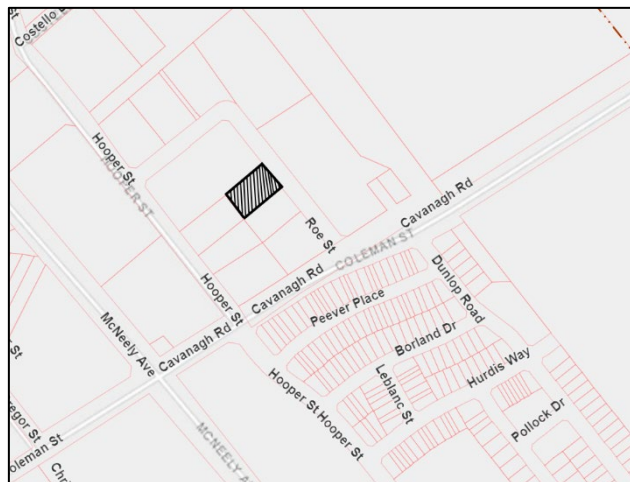 Costello
St
Hooper St
HOOPER ST
Cavanagh Rd
COLEMAN ST
Roe St
Cavanagh Rd
Hooper St
Peever Place
Dunlop Road
McNeely Ave
Cavanagh Rd
Borland Dr
Leblanc St
Hurdis Way
Hooper St
Hooper St
Pollock Dr
MCNEELY
St